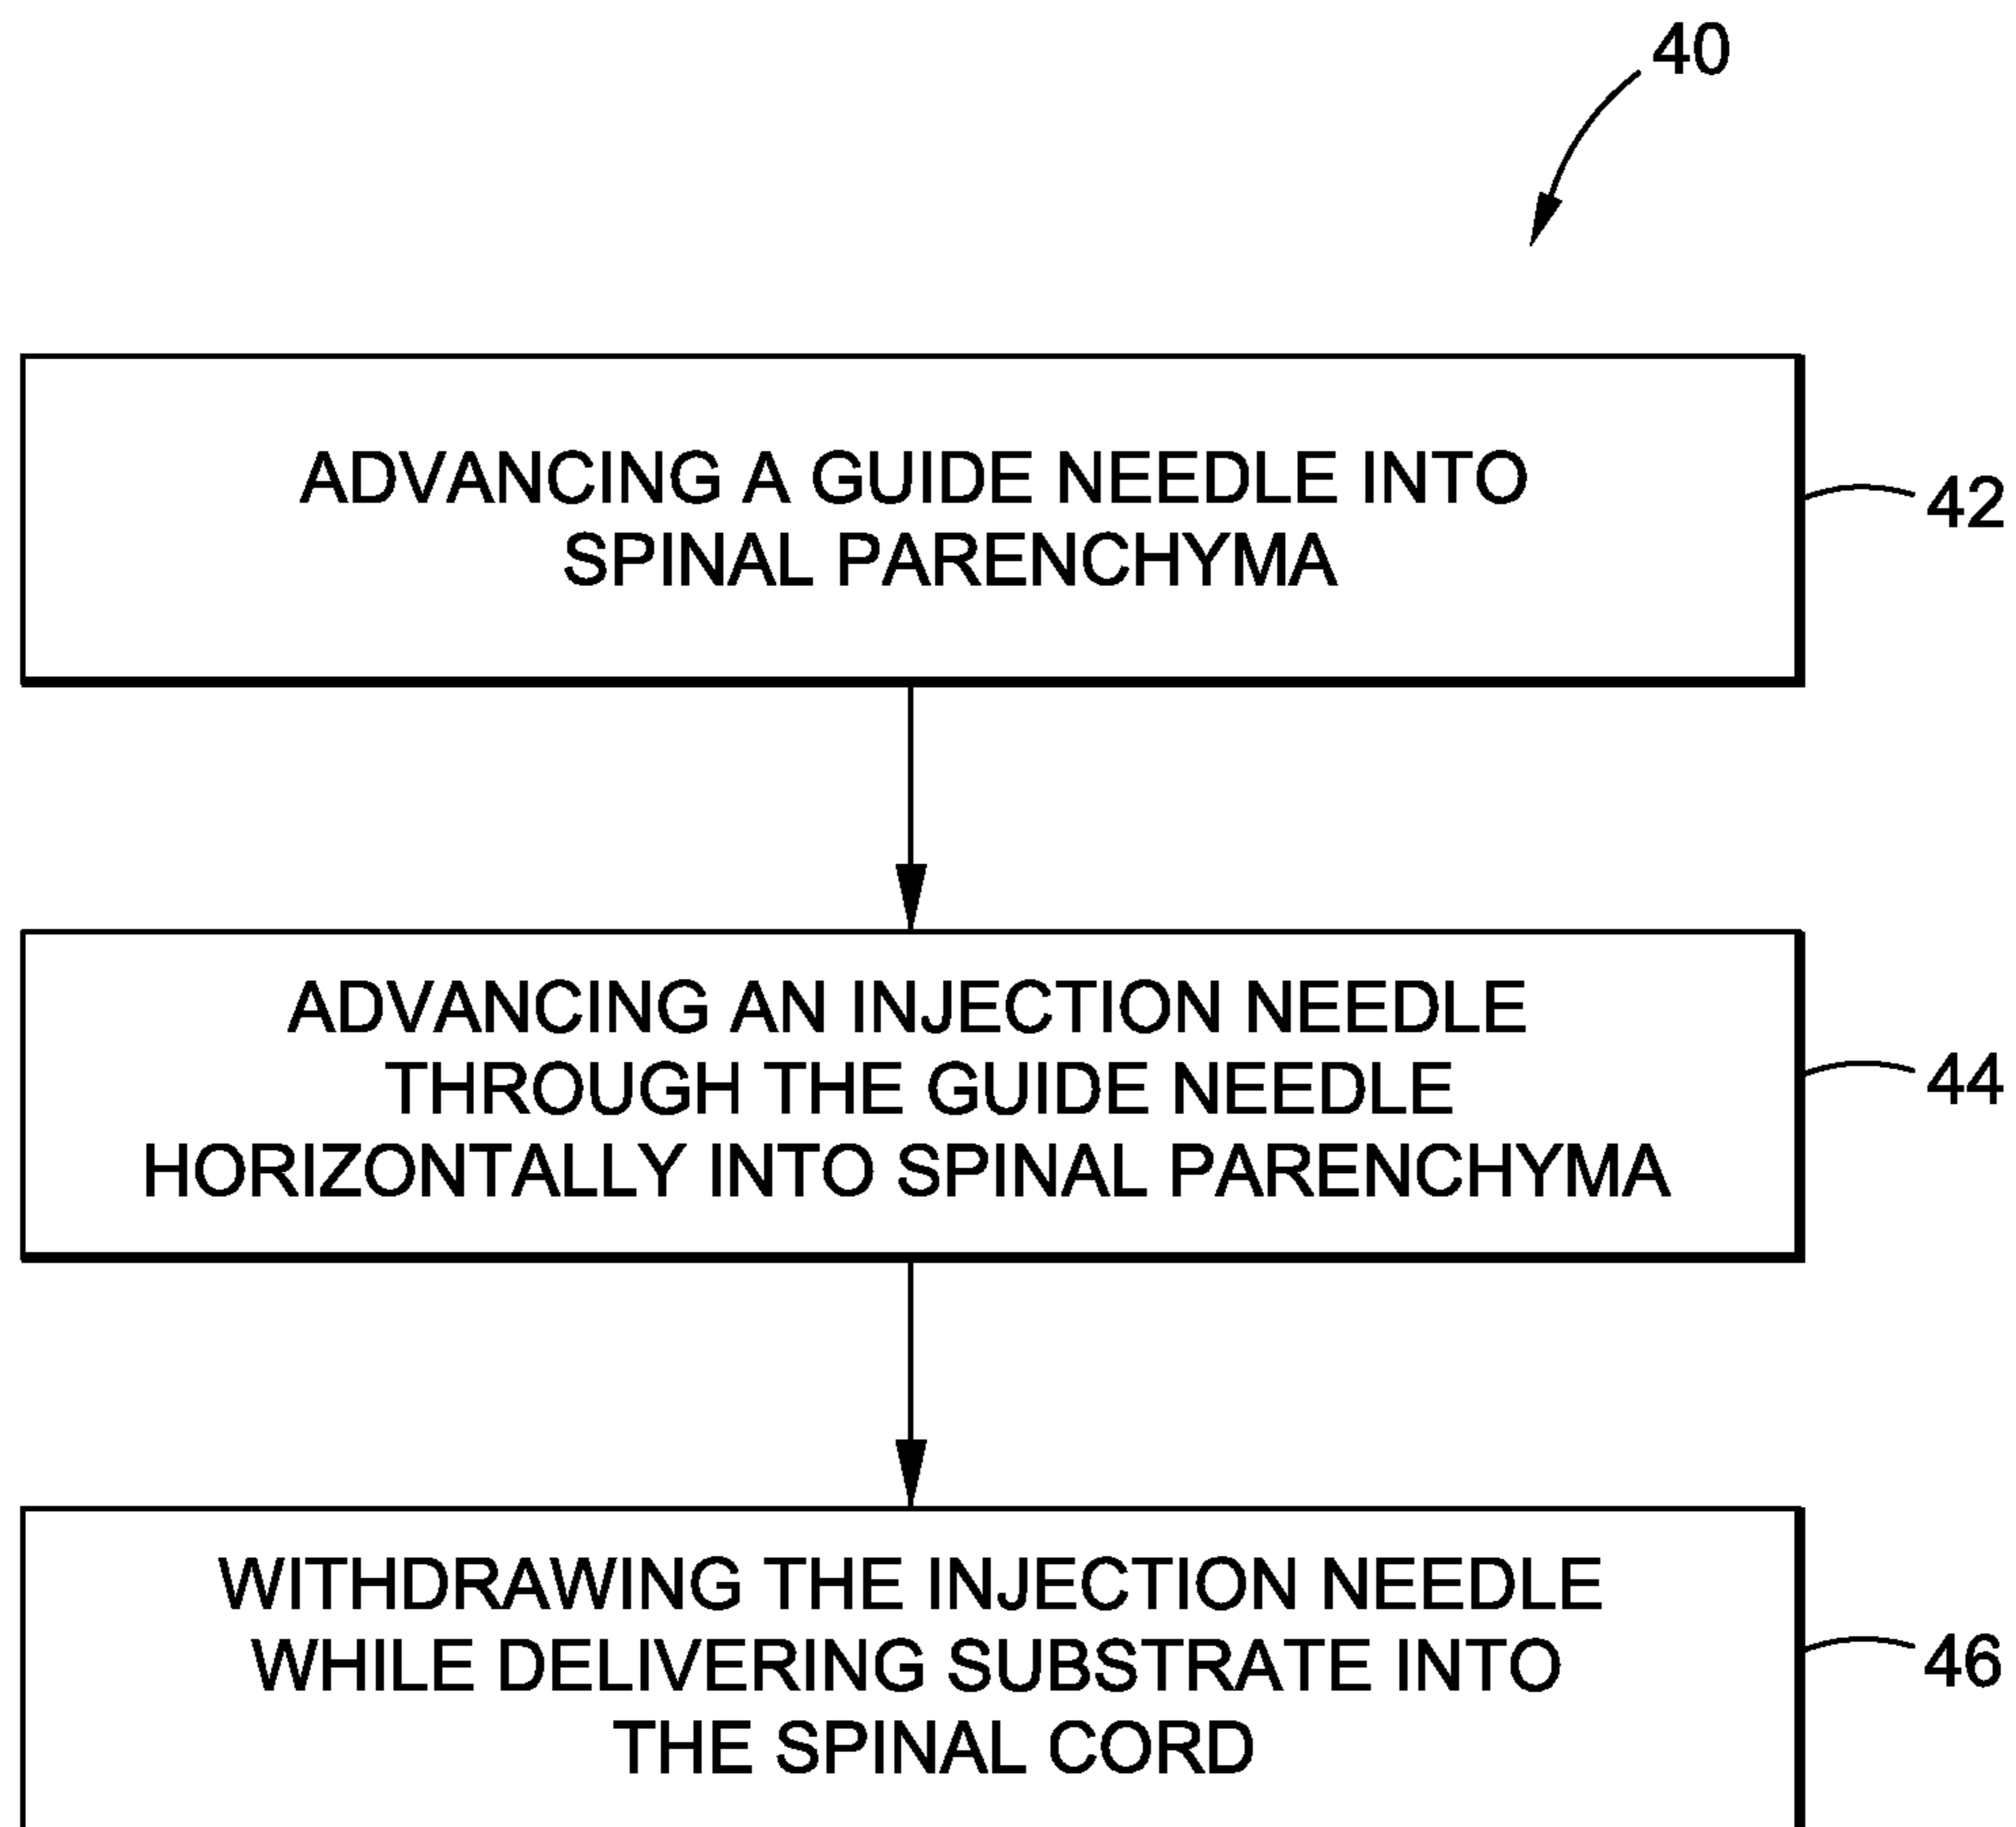 40
ADVANCING A GUIDE NEEDLE INTO
SPINAL PARENCHYMA
42
ADVANCING AN INJECTION NEEDLE
THROUGH THE GUIDE NEEDLE
HORIZONTALLY INTO SPINAL PARENCHYMA
44
WITHDRAWING THE INJECTION NEEDLE
WHILE DELIVERING SUBSTRATE INTO
THE SPINAL CORD
46